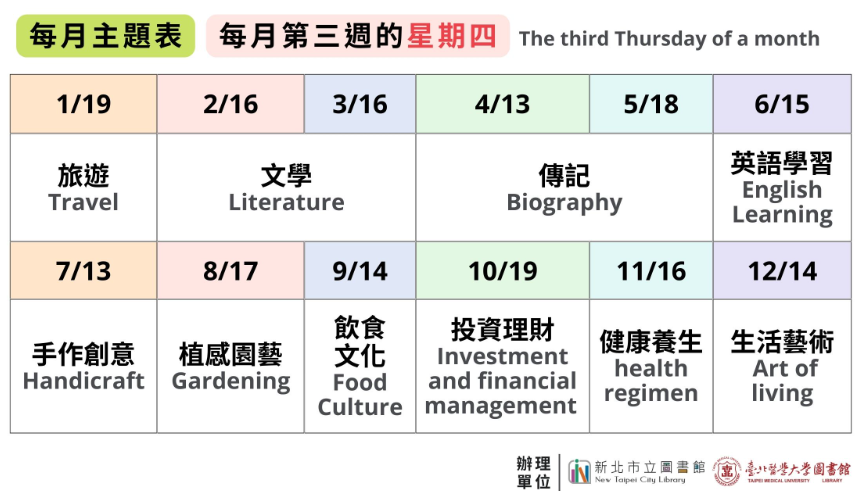 每月主題表 每月第三週的星期四 The third Thursday of a month
1/19 2/16 3/16 4/13 5/18 6/15
旅遊
Travel
文學
Literature
傳記
Biography
英語學習
English
Learning
7/13 8/17 9/14 10/19 11/16 12/14
手作創意
Handicraft
植感園藝
Gardening
飲食
文化
Food
Culture
投資理財
Investment
and financial
management
健康養生
health
regimen
生活藝術
Art of
living
辦理
單位
新北市立圖書館
New Taipei City Library
臺北醫學大學圖書館
TAIPEI MEDICAL UNIVERSITY LIBRARY